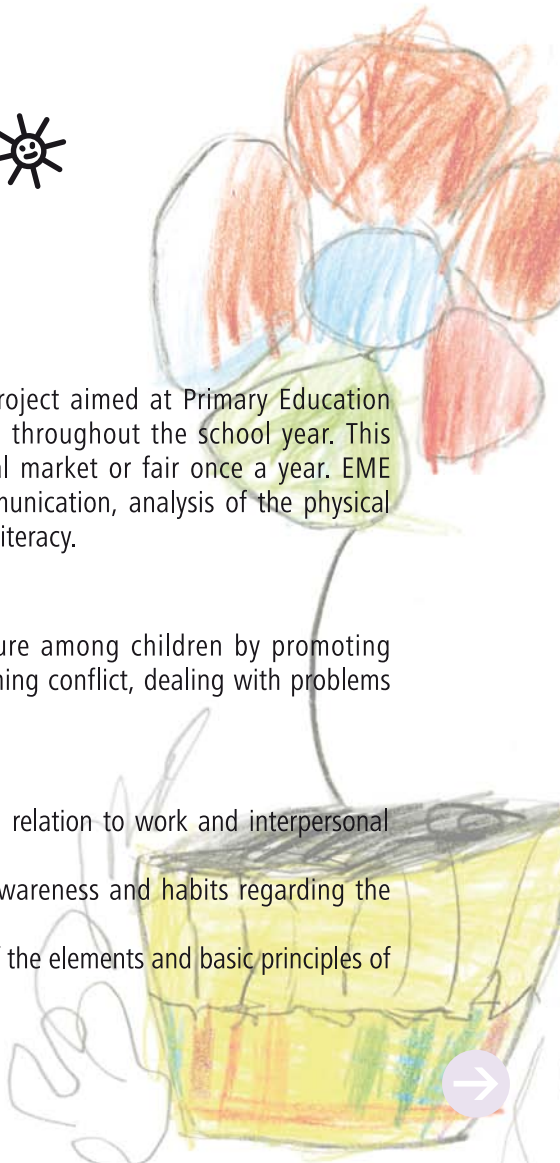 roject aimed at Primary Education
throughout the school year. This
al market or fair once a year. EME
munication, analysis of the physical
iteracy.
ure among children by promoting
ning conflict, dealing with problems
relation to work and interpersonal
wareness and habits regarding the
the elements and basic principles of